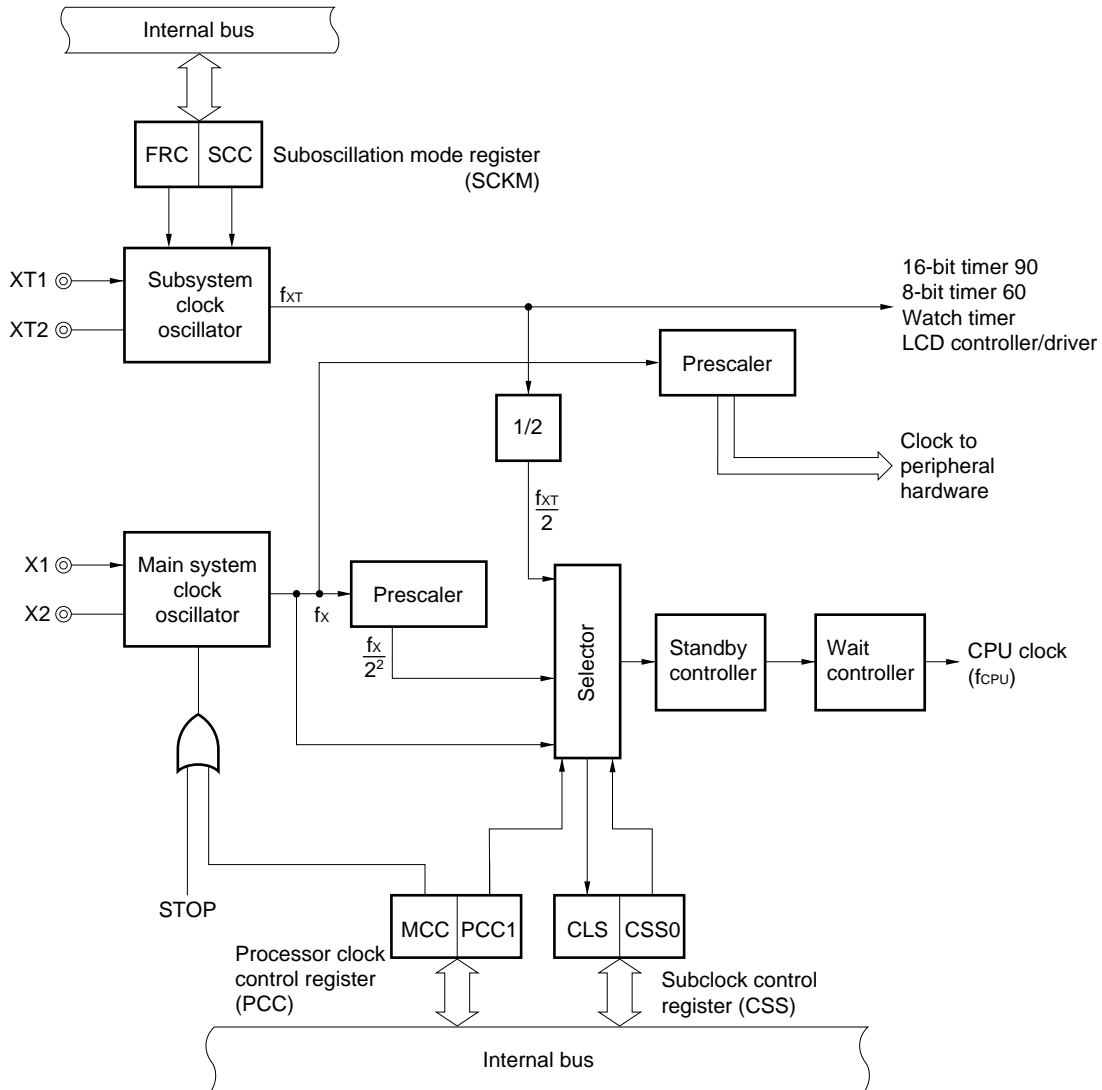 Internal bus
FRC
SCC
Suboscillation mode register
(SCKM)
XT1
XT2
Subsystem
clock
oscillator
fXT
16-bit timer 90
8-bit timer 60
Watch timer
LCD controller/driver
Prescaler
1/2
Clock to
peripheral
hardware
fXT
2
X1
X2
Main system
clock
oscillator
fX
Prescaler
fX
2²
Selector
Standby
controller
Wait
controller
CPU clock
(fCPU)
STOP
MCC
PCC1
CLS
CSS0
Processor clock
control register
(PCC)
Subclock control
register (CSS)
Internal bus